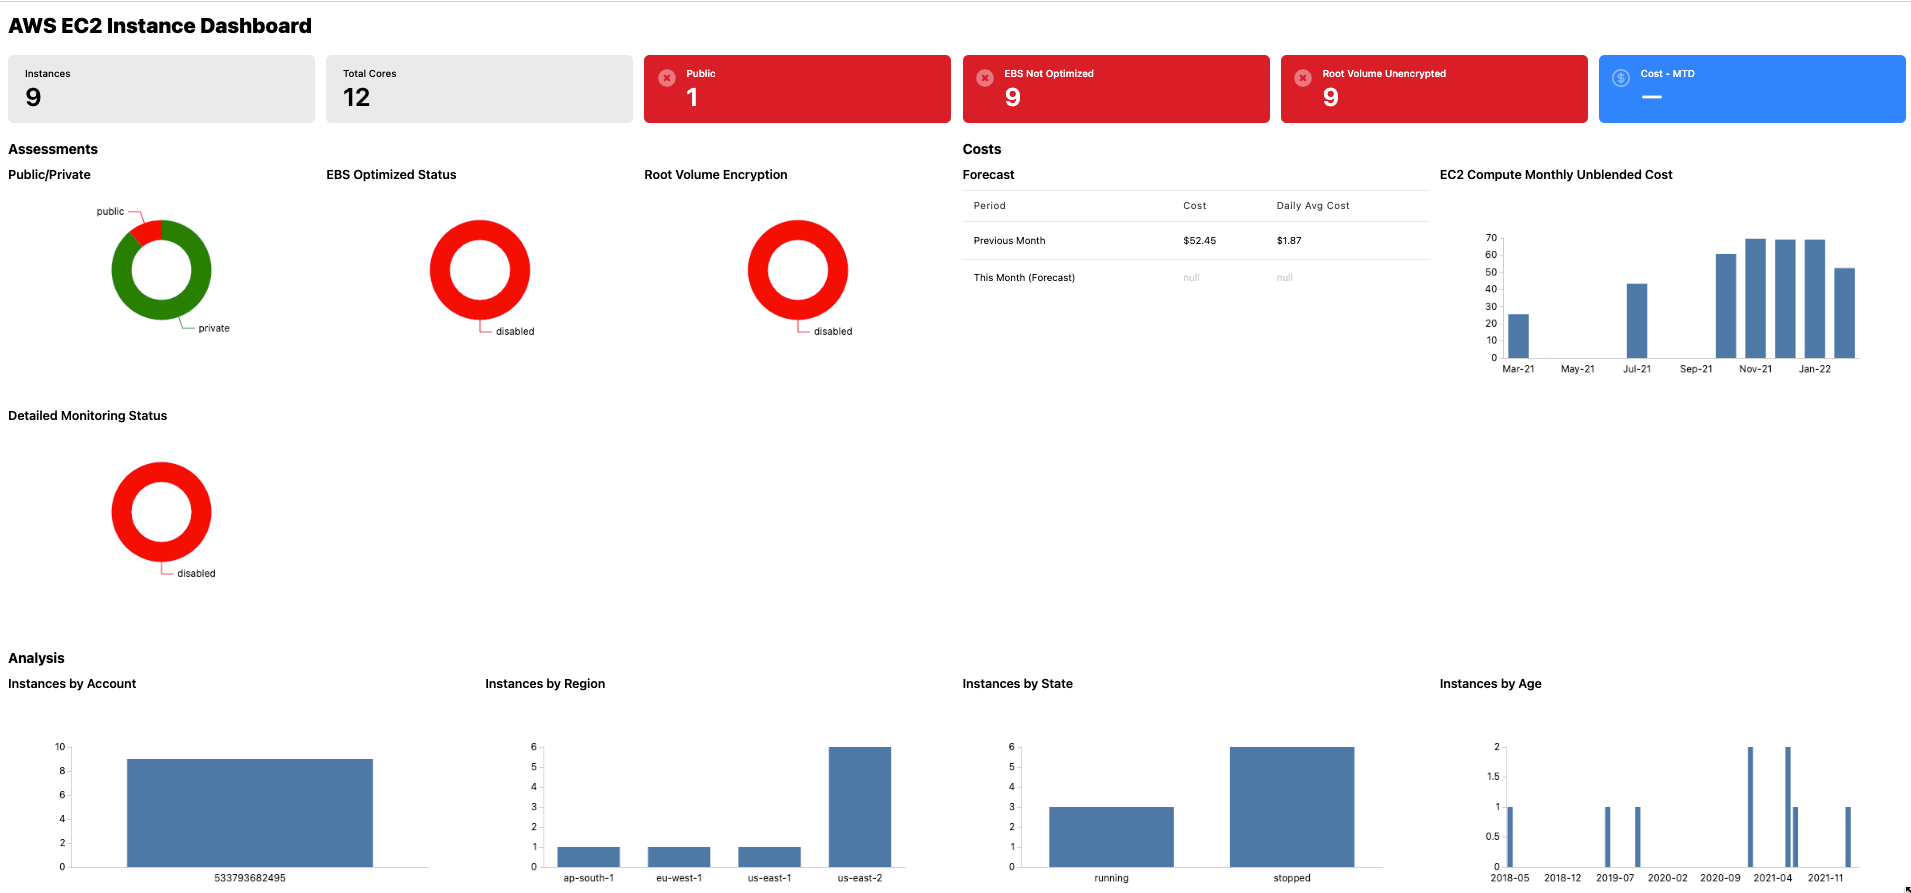 AWS EC2 Instance Dashboard
Instances
9
Total Cores
12
Public
1
EBS Not Optimized
9
Root Volume Unencrypted
9
Cost - MTD
—
Assessments
Public/Private
public
private
EBS Optimized Status
disabled
Root Volume Encryption
disabled
Detailed Monitoring Status
disabled
Costs
Forecast
Period Cost Daily Avg Cost
Previous Month $52.45 $1.87
This Month (Forecast) null null
EC2 Compute Monthly Unblended Cost
70
60
50
40
30
20
10
0
Mar-21 May-21 Jul-21 Sep-21 Nov-21 Jan-22
Analysis
Instances by Account
10
8
6
4
2
0
533793682495
Instances by Region
6
5
4
3
2
1
0
ap-south-1 eu-west-1 us-east-1 us-east-2
Instances by State
6
5
4
3
2
1
0
running stopped
Instances by Age
2
1.5
1
0.5
0
2018-05 2018-12 2019-07 2020-02 2020-09 2021-04 2021-11